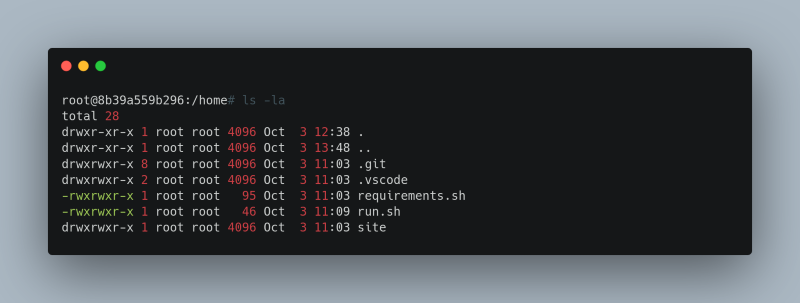 root@8b39a559b296:/home# ls -la
total 28
drwxr-xr-x 1 root root 4096 Oct  3 12:38 .
drwxr-xr-x 1 root root 4096 Oct  3 13:48 ..
drwxrwxr-x 8 root root 4096 Oct  3 11:03 .git
drwxrwxr-x 2 root root 4096 Oct  3 11:03 .vscode
-rwxrwxr-x 1 root root   95 Oct  3 11:03 requirements.sh
-rwxrwxr-x 1 root root   46 Oct  3 11:09 run.sh
drwxrwxr-x 1 root root 4096 Oct  3 11:03 site